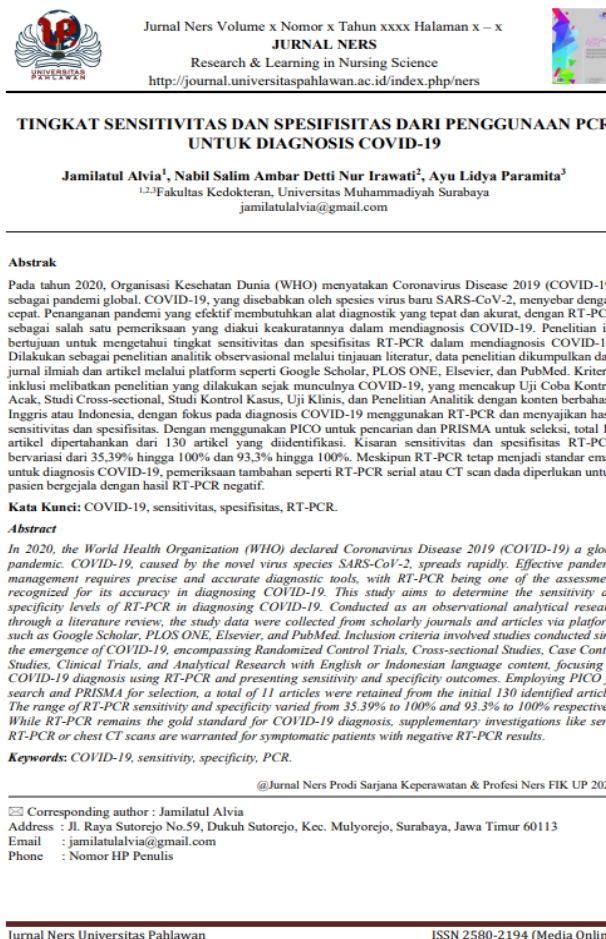 UNIVERSITAS
PAHLAWAN
Jurnal Ners Volume x Nomor x Tahun xxxx Halaman x – x
JURNAL NERS
Research & Learning in Nursing Science
http://journal.universitaspahlawan.ac.id/index.php/ners
TINGKAT SENSITIVITAS DAN SPESIFISITAS DARI PENGGUNAAN PCR
UNTUK DIAGNOSIS COVID-19
Jamilatul Alvia1, Nabil Salim Ambar Detti Nur Irawati2, Ayu Lidya Paramita3
1,2,3Fakultas Kedokteran, Universitas Muhammadiyah Surabaya
jamilatulalvia@gmail.com
Abstrak
Pada tahun 2020, Organisasi Kesehatan Dunia (WHO) menyatakan Coronavirus Disease 2019 (COVID-19
sebagai pandemi global. COVID-19, yang disebabkan oleh spesies virus baru SARS-CoV-2, menyebar denga
cepat. Penanganan pandemi yang efektif membutuhkan alat diagnostik yang tepat dan akurat, dengan RT-PC
sebagai salah satu pemeriksaan yang diakui keakuratannya dalam mendiagnosis COVID-19. Penelitian i
bertujuan untuk mengetahui tingkat sensitivitas dan spesifisitas RT-PCR dalam mendiagnosis COVID-1
Dilakukan sebagai penelitian analitik observasional melalui tinjauan literatur, data penelitian dikumpulkan da
jurnal ilmiah dan artikel melalui platform seperti Google Scholar, PLOS ONE, Elsevier, dan PubMed. Kriter
inklusi melibatkan penelitian yang dilakukan sejak munculnya COVID-19, yang mencakup Uji Coba Kontr
Acak, Studi Cross-sectional, Studi Kontrol Kasus, Uji Klinis, dan Penelitian Analitik dengan konten berbahas
Inggris atau Indonesia, dengan fokus pada diagnosis COVID-19 menggunakan RT-PCR dan menyajikan has
sensitivitas dan spesifisitas. Dengan menggunakan PICO untuk pencarian dan PRISMA untuk seleksi, total 1
artikel dipertahankan dari 130 artikel yang diidentifikasi. Kisaran sensitivitas dan spesifisitas RT-PC
bervariasi dari 35,39% hingga 100% dan 93,3% hingga 100%. Meskipun RT-PCR tetap menjadi standar ema
untuk diagnosis COVID-19, pemeriksaan tambahan seperti RT-PCR serial atau CT scan dada diperlukan untu
pasien bergejala dengan hasil RT-PCR negatif.
Kata Kunci: COVID-19, sensitivitas, spesifisitas, RT-PCR.
Abstract
In 2020, the World Health Organization (WHO) declared Coronavirus Disease 2019 (COVID-19) a glob
pandemic. COVID-19, caused by the novel virus species SARS-CoV-2, spreads rapidly. Effective pandem
management requires precise and accurate diagnostic tools, with RT-PCR being one of the assessme
recognized for its accuracy in diagnosing COVID-19. This study aims to determine the sensitivity a
specificity levels of RT-PCR in diagnosing COVID-19. Conducted as an observational analytical resear
through a literature review, the study data were collected from scholarly journals and articles via platfor
such as Google Scholar, PLOS ONE, Elsevier, and PubMed. Inclusion criteria involved studies conducted sin
the emergence of COVID-19, encompassing Randomized Control Trials, Cross-sectional Studies, Case Cont
Studies, Clinical Trials, and Analytical Research with English or Indonesian language content, focusing
COVID-19 diagnosis using RT-PCR and presenting sensitivity and specificity outcomes. Employing PICO
search and PRISMA for selection, a total of 11 articles were retained from the initial 130 identified articl
The range of RT-PCR sensitivity and specificity varied from 35.39% to 100% and 93.3% to 100% respective
While RT-PCR remains the gold standard for COVID-19 diagnosis, supplementary investigations like ser
RT-PCR or chest CT scans are warranted for symptomatic patients with negative RT-PCR results.
Keywords: COVID-19, sensitivity, specificity, PCR.
@Jurnal Ners Prodi Sarjana Keperawatan & Profesi Ners FIK UP 202
✉ Corresponding author : Jamilatul Alvia
Address : Jl. Raya Sutorejo No.59, Dukuh Sutorejo, Kec. Mulyorejo, Surabaya, Jawa Timur 60113
Email : jamilatulalvia@gmail.com
Phone : Nomor HP Penulis
Jurnal Ners Universitas Pahlawan ISSN 2580-2194 (Media Onlin